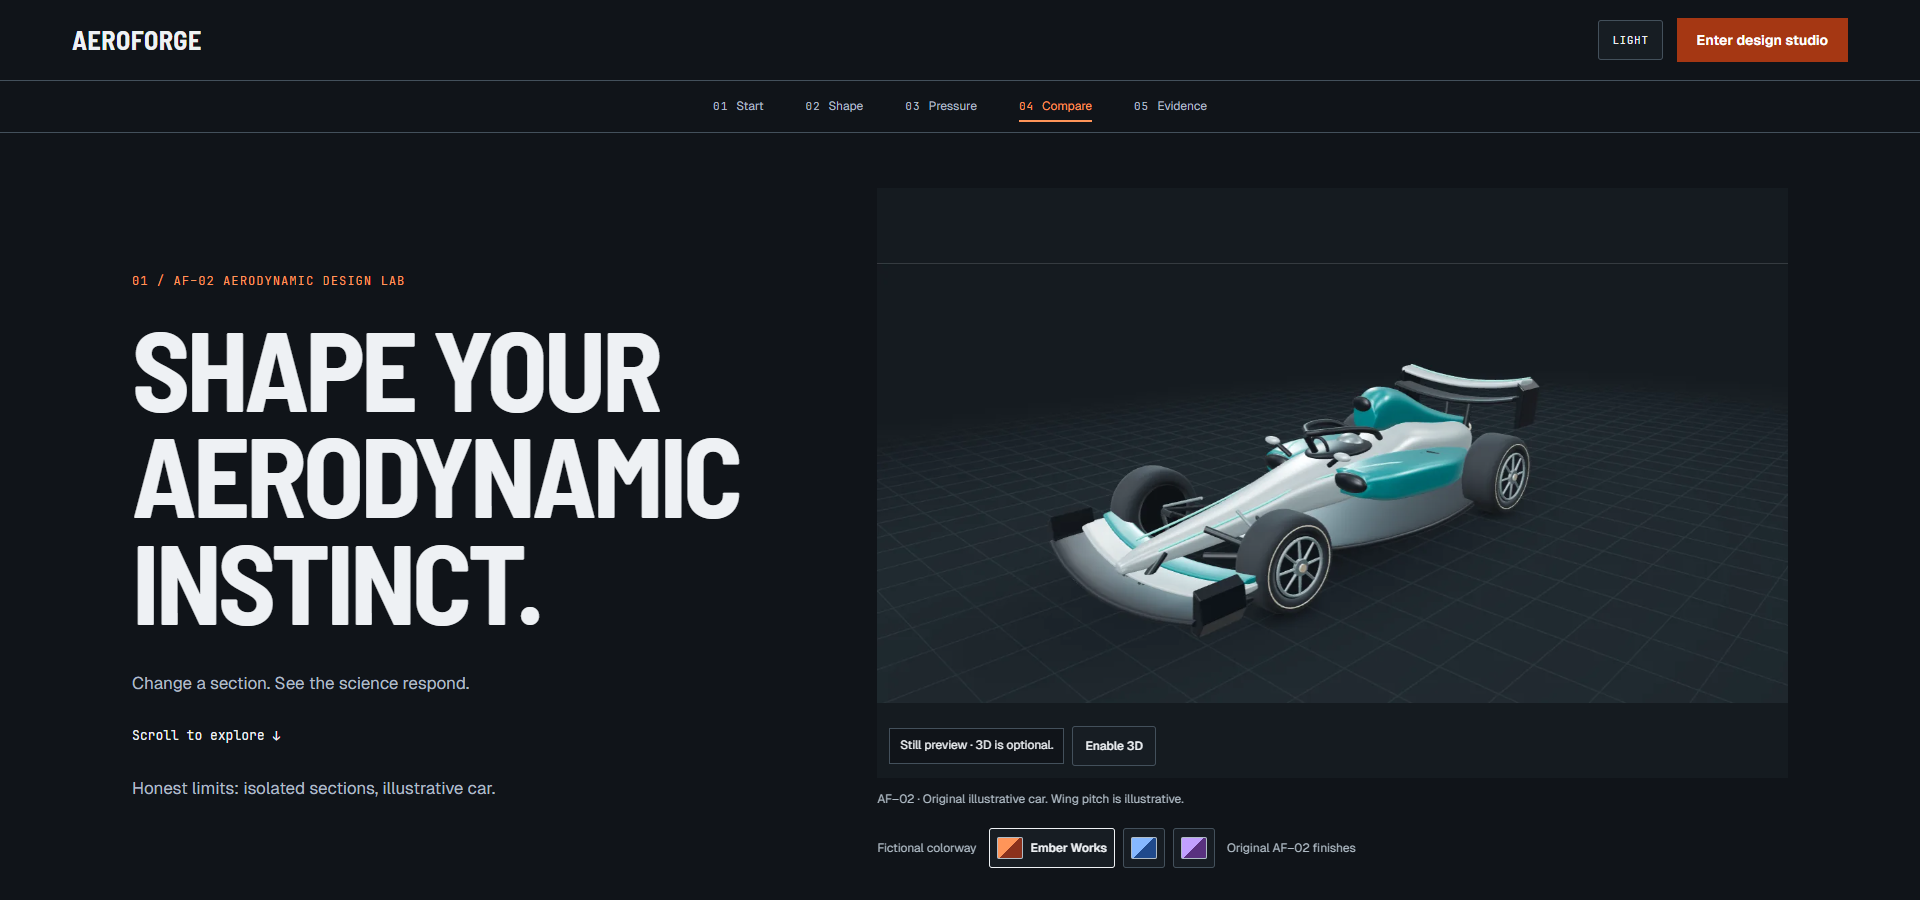 AEROFORGE
LIGHT
Enter design studio
01 Start
02 Shape
03 Pressure
04 Compare
05 Evidence
01 / AF-02 AERODYNAMIC DESIGN LAB
SHAPE YOUR
AERODYNAMIC
INSTINCT.
Change a section. See the science respond.
Scroll to explore ↓
Honest limits: isolated sections, illustrative car.
Still preview · 3D is optional.
Enable 3D
AF–02 · Original illustrative car. Wing pitch is illustrative.
Fictional colorway
Ember Works
Original AF–02 finishes